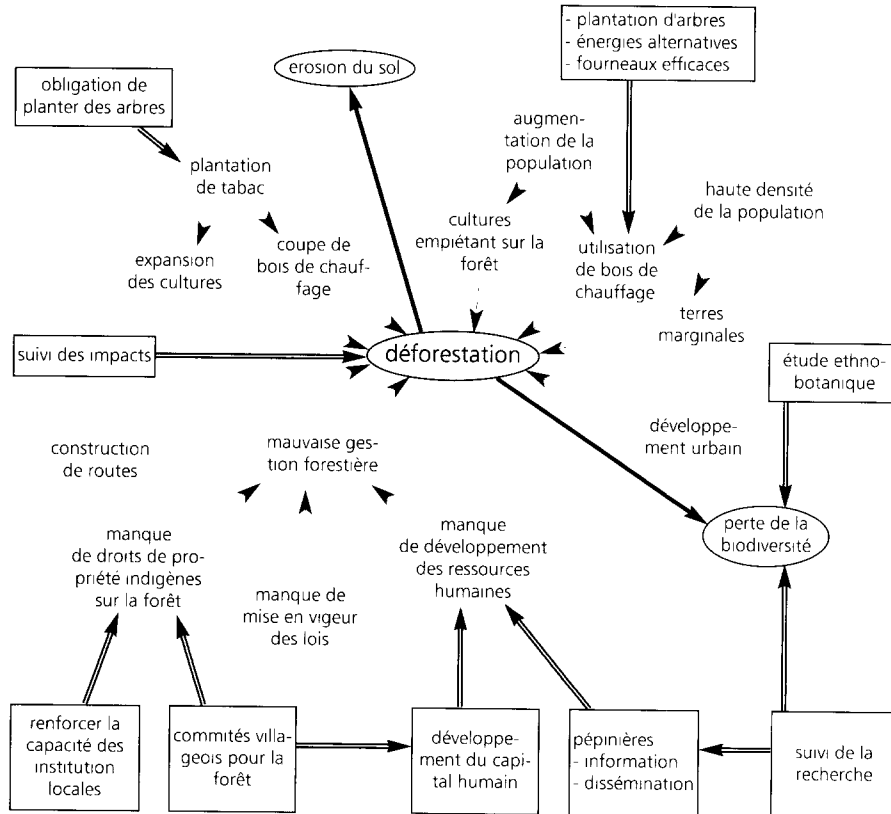 - plantation d'arbres
- énergies alternatives
- fourneaux efficaces
erosion du sol
obligation de
planter des arbres
augmen-
tation de la
population
plantation
de tabac
haute densité
de la population
cultures
empiétant sur la
forêt
expansion
des cultures
coupe de
bois de chauf-
fage
utilisation
de bois de
chauffage
terres
marginales
suivi des impacts
déforestation
étude ethno-
botanique
développe-
ment urbain
construction
de routes
mauvaise ges-
tion forestière
perte de la
biodiversité
manque
de droits de pro-
priété indigènes
sur la forêt
manque
de développement
des ressources
humaines
manque de
mise en vigeur
des lois
renforcer la
capacité des
institution
locales
commités villa-
geois pour la
forêt
développe-
ment du capi
tal humain
pépinières
- information
- dissémination
suivi de la
recherche